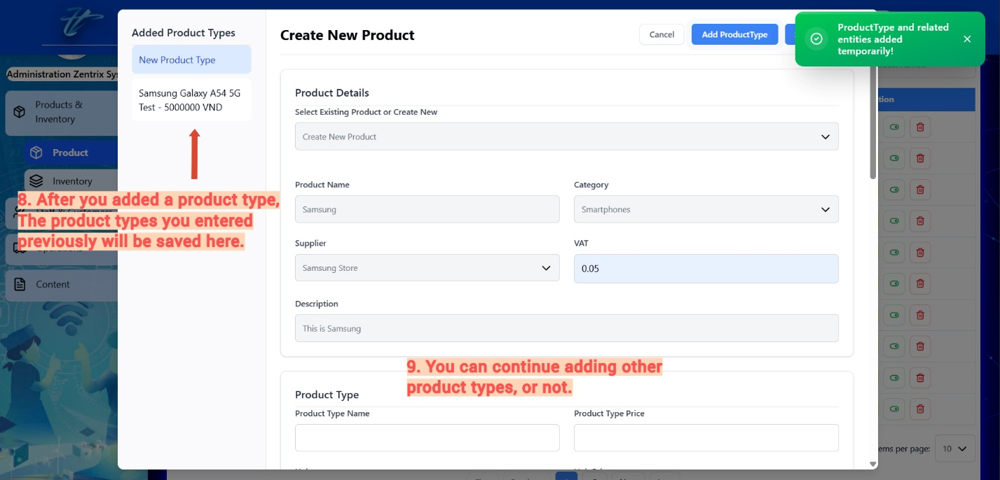 Added Product Types
New Product Type
Samsung Galaxy A54 5G
Test - 5000000 VND
Create New Product
Cancel
Add ProductType
ProductType and related
entities added
temporarily!
Administration Zentrix Sys
Products &
Inventory
Product
Inventory
Content
8. After you added a product type,
The product types you entered
previously will be saved here.
Product Details
Select Existing Product or Create New
Create New Product
Product Name
Samsung
Category
Smartphones
Supplier
Samsung Store
VAT
0.05
Description
This is Samsung
9. You can continue adding other
product types, or not.
Product Type
Product Type Name
Product Type Price
tion
ems per page:
10